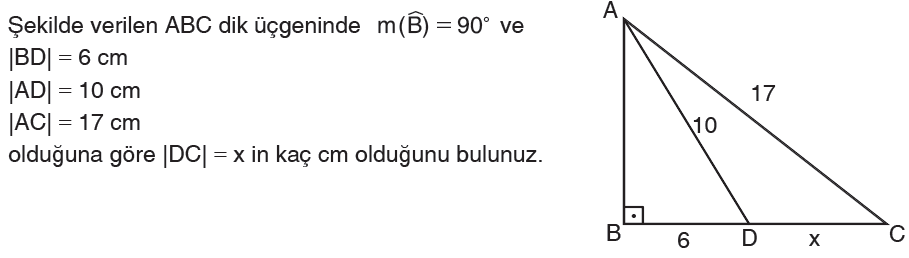 Şekilde verilen ABC dik üçgeninde m(B̂) = 90° ve
|BD| = 6 cm
|AD| = 10 cm
|AC| = 17 cm
olduğuna göre |DC| = x in kaç cm olduğunu bulunuz.
A
17
10
B
6
D
x
C